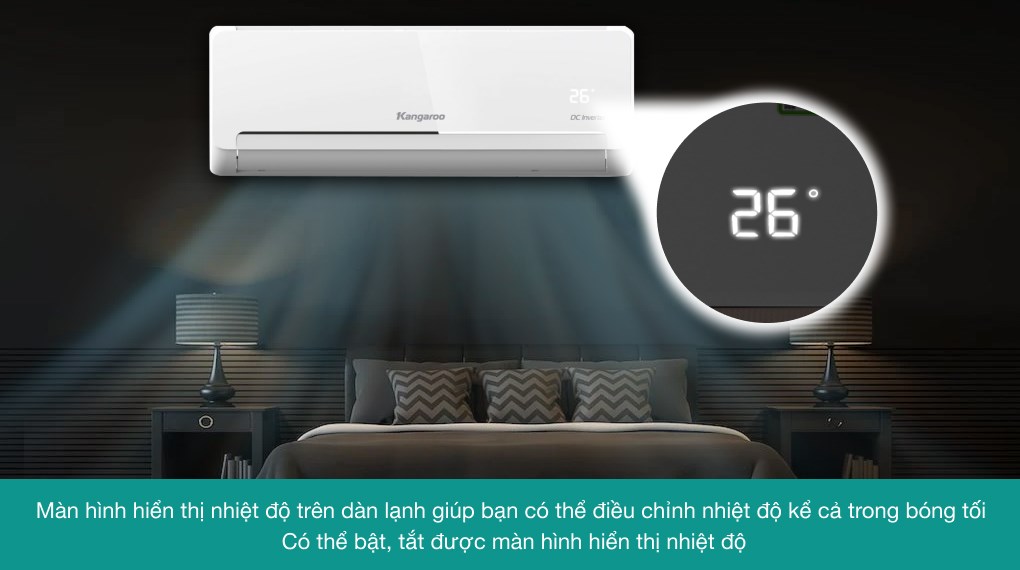 26°
Kangaroo
DC Inverter
26°
Màn hình hiển thị nhiệt độ trên dàn lạnh giúp bạn có thể điều chỉnh nhiệt độ kể cả trong bóng tối
Có thể bật, tắt được màn hình hiển thị nhiệt độ